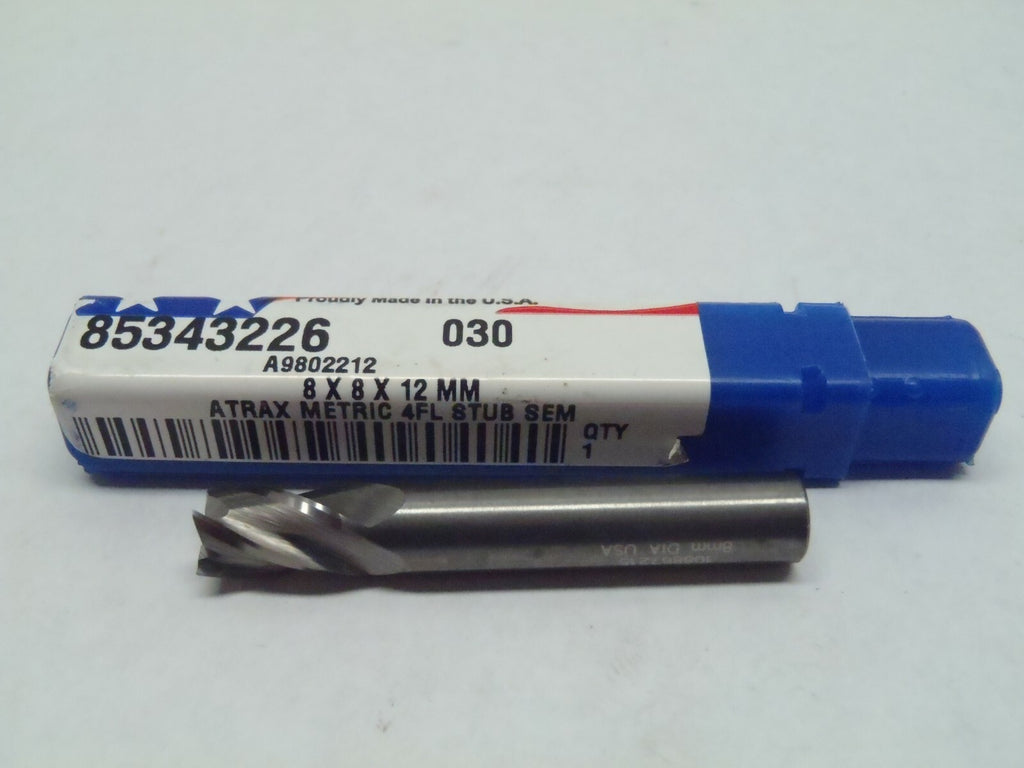 Proudly Made in the U.S.A.
85343226 030
A9802212
8 X 8 X 12 MM
ATRAX METRIC 4FL STUB SEM
QTY
1
8mm DIA USA